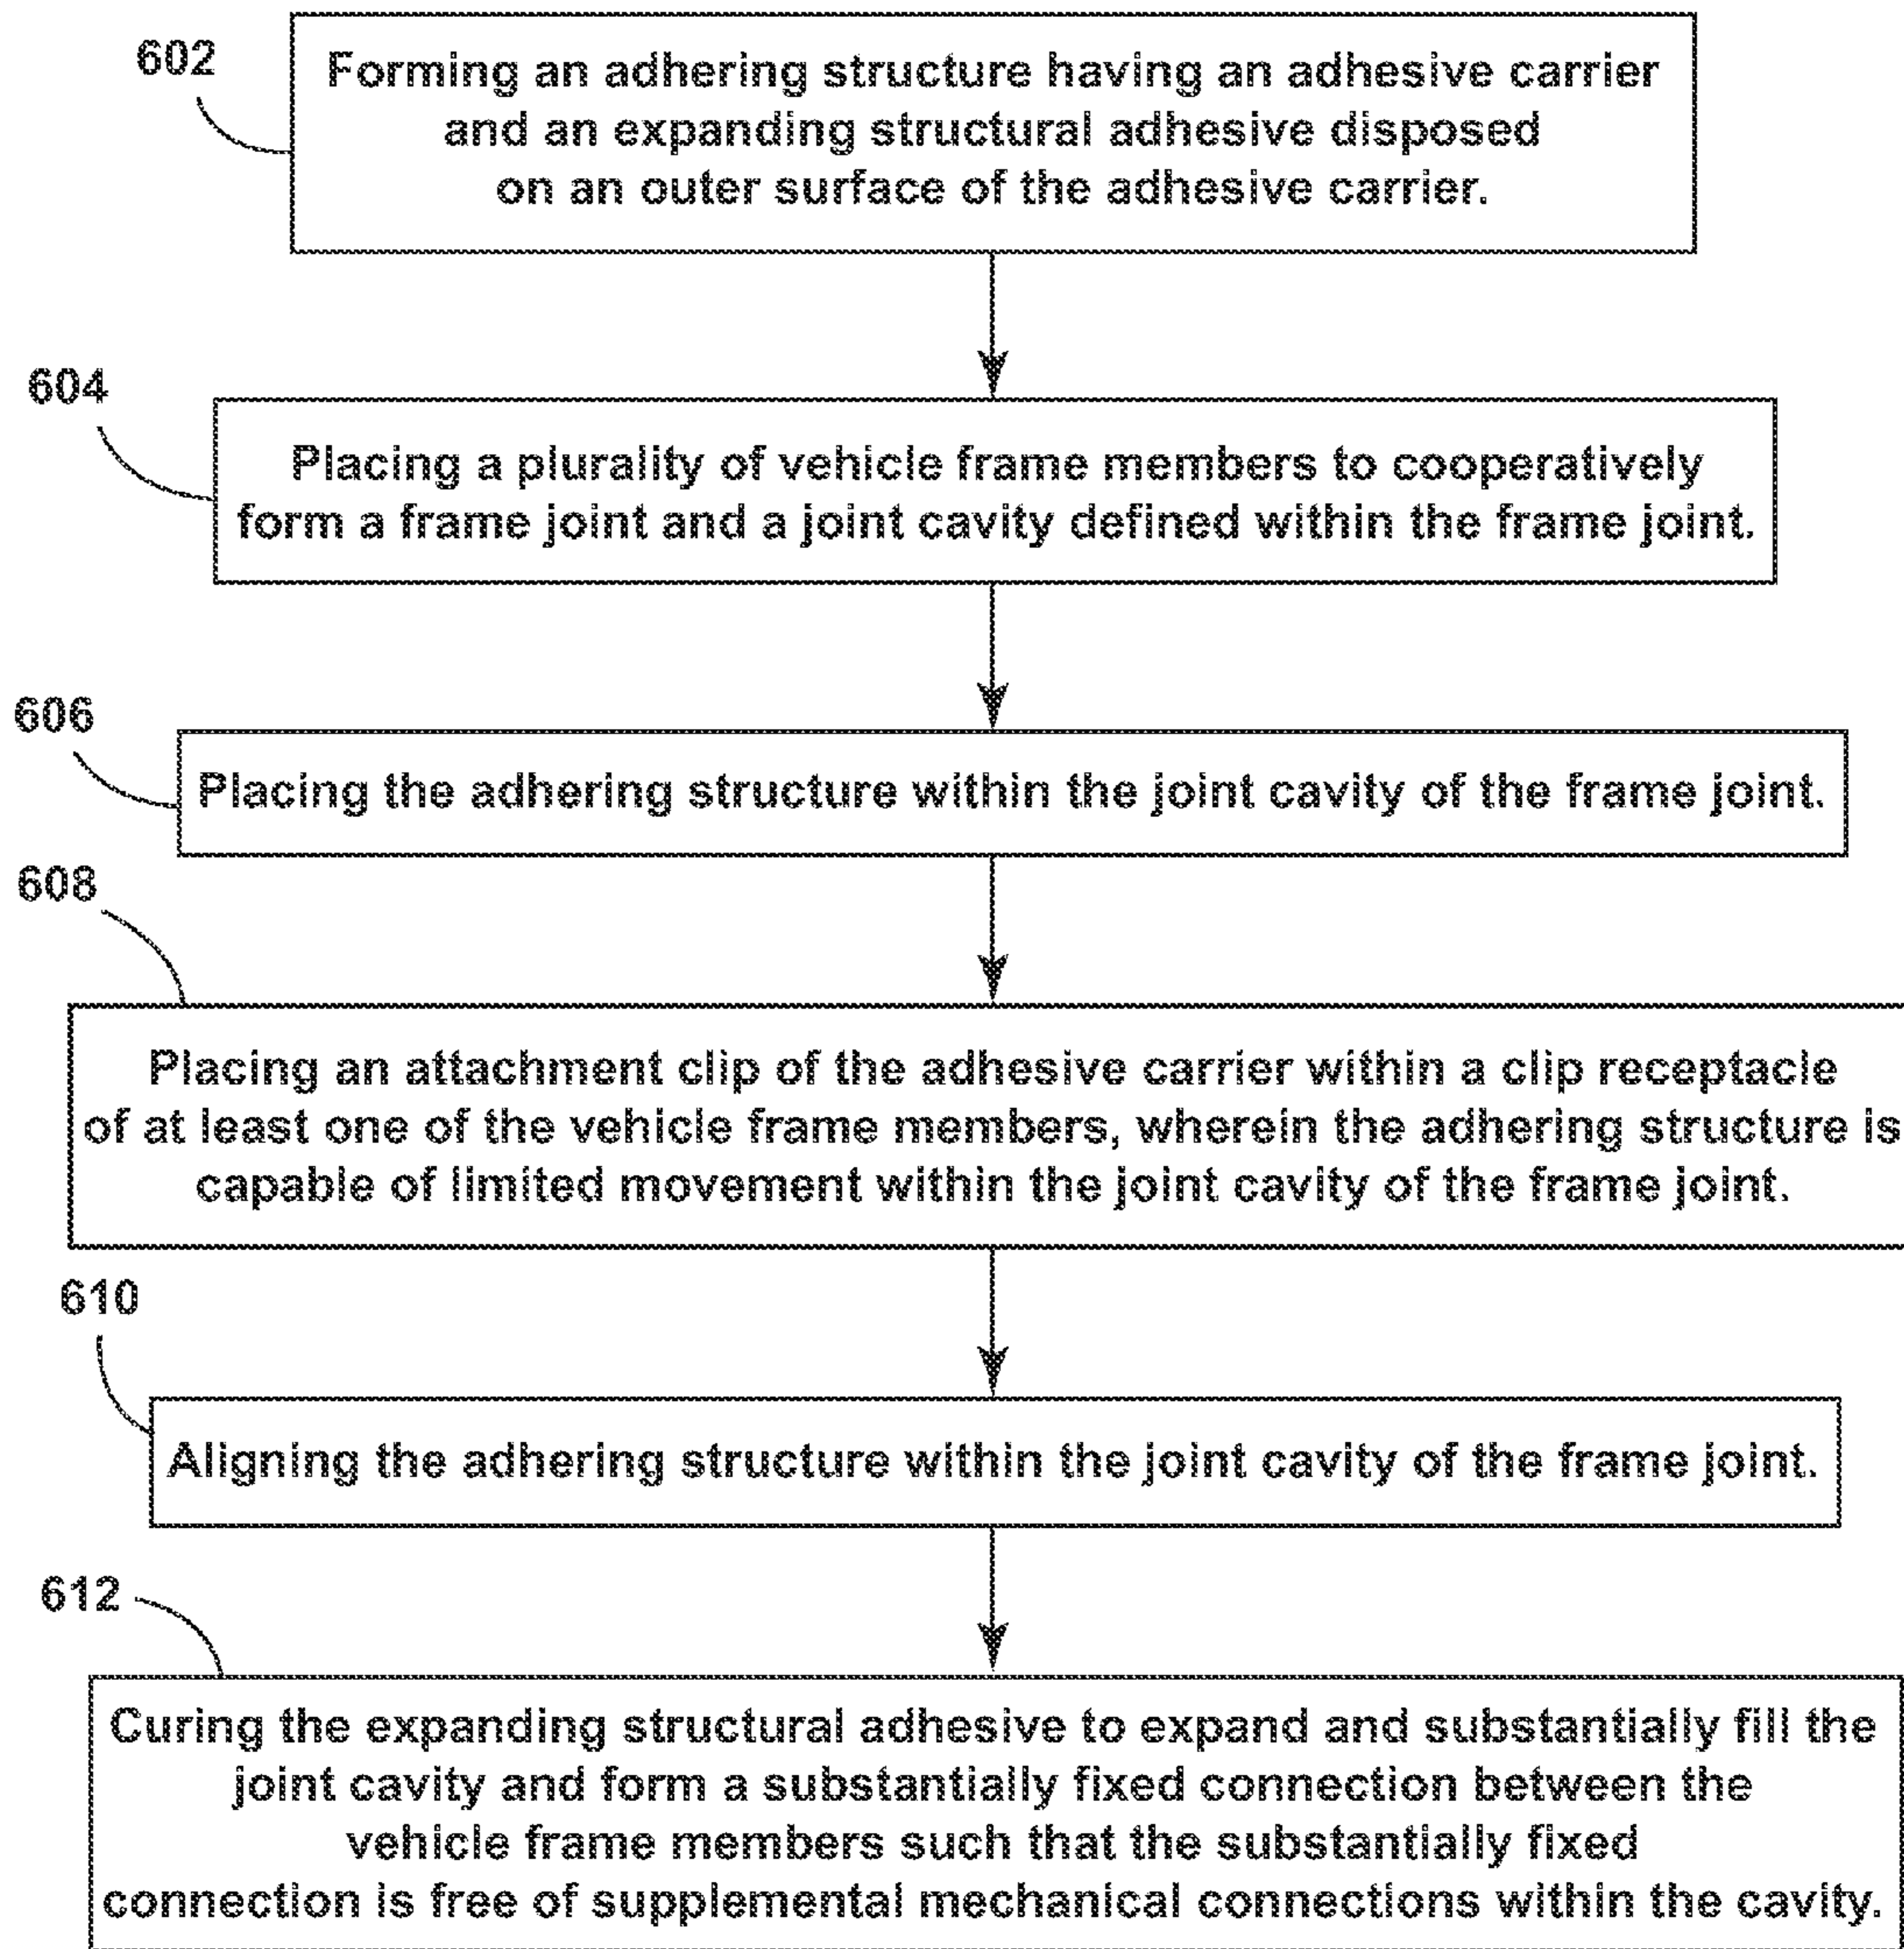 602
Forming an adhering structure having an adhesive carrier
and an expanding structural adhesive disposed
on an outer surface of the adhesive carrier.
604
Placing a plurality of vehicle frame members to cooperatively
form a frame joint and a joint cavity defined within the frame joint.
606
Placing the adhering structure within the joint cavity of the frame joint.
608
Placing an attachment clip of the adhesive carrier within a clip receptacle
of at least one of the vehicle frame members, wherein the adhering structure is
capable of limited movement within the joint cavity of the frame joint.
610
Aligning the adhering structure within the joint cavity of the frame joint.
612
Curing the expanding structural adhesive to expand and substantially fill the
joint cavity and form a substantially fixed connection between the
vehicle frame members such that the substantially fixed
connection is free of supplemental mechanical connections within the cavity.